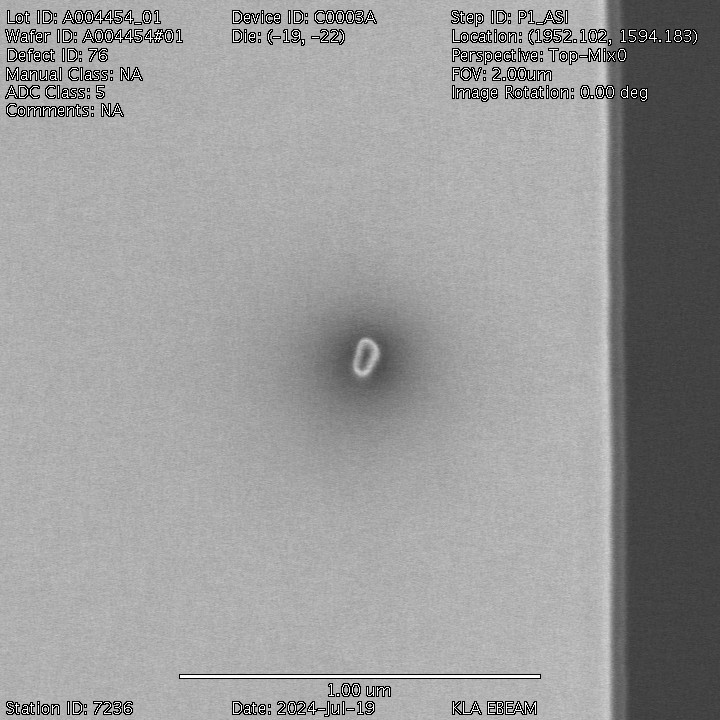 Lot ID: A004454_01 Device ID: C0003A Step ID: P1_ASI
Wafer ID: A004454#01 Die: (-19, -22) Location: (1952.102, 1594.183)
Defect ID: 76 Perspective: Top-Mix0
Manual Class: NA FOV: 2.00um
ADC Class: 5 Image Rotation: 0.00 deg
Comments: NA
1.00 um
Station ID: 7236 Date: 2024-Jul-19 KLA EBEAM